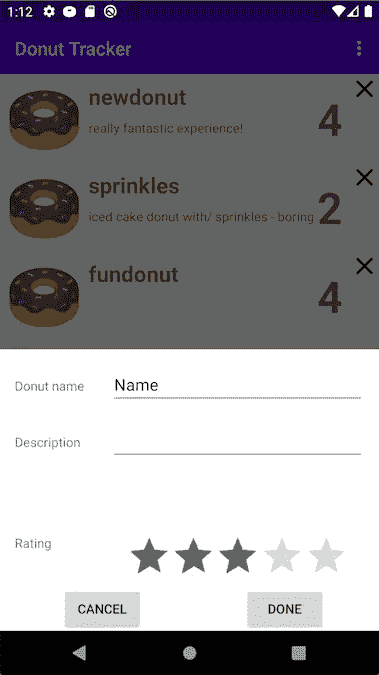 1:12
Donut Tracker
newdonut
really fantastic experience!
4
sprinkles
iced cake donut with/ sprinkles - boring
2
fundonut
4
Donut name
Name
Description
Rating
CANCEL
DONE